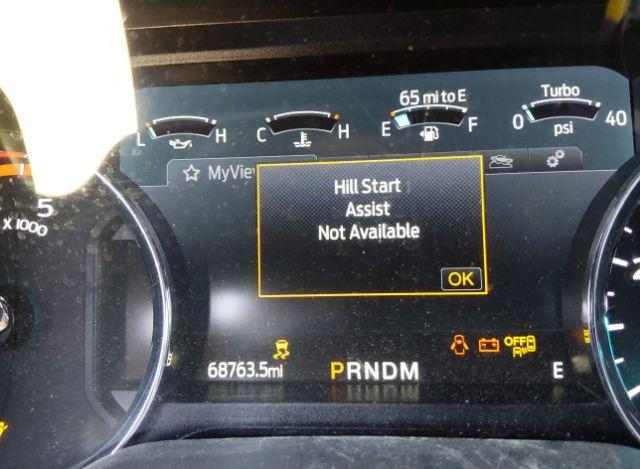 65 mi to E
Turbo
L H
C H
E F
0 40
psi
MyView
5
X 1000
Hill Start
Assist
Not Available
OK
OFF
68763.5mi
PRNDM
E